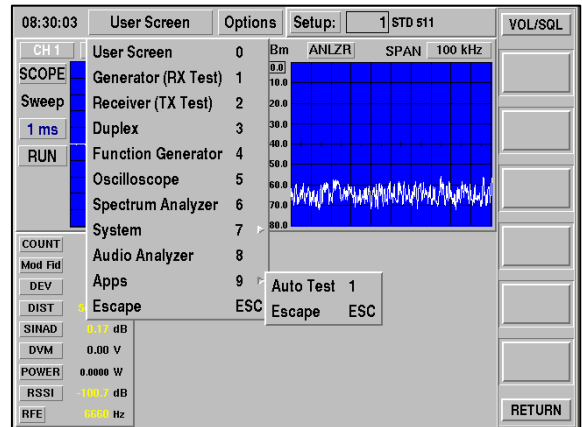 08:30:03 User Screen Options Setup: 1 STD 511 VOL/SQL
CH 1 Bm ANLZR SPAN 100 kHz
SCOPE
Sweep
1 ms
RUN
User Screen 0
Generator (RX Test) 1
Receiver (TX Test) 2
Duplex 3
Function Generator 4
Oscilloscope 5
Spectrum Analyzer 6
System 7
Audio Analyzer 8
Apps 9
Escape ESC
Auto Test 1
Escape ESC
0.0
10.0
20.0
30.0
40.0
50.0
60.0
70.0
80.0
COUNT
Mod Fid
DEV
DIST
SINAD 0.17 dB
DVM 0.00 V
POWER 0.0000 W
RSSI -100.7 dB
RFE 6660 Hz
RETURN